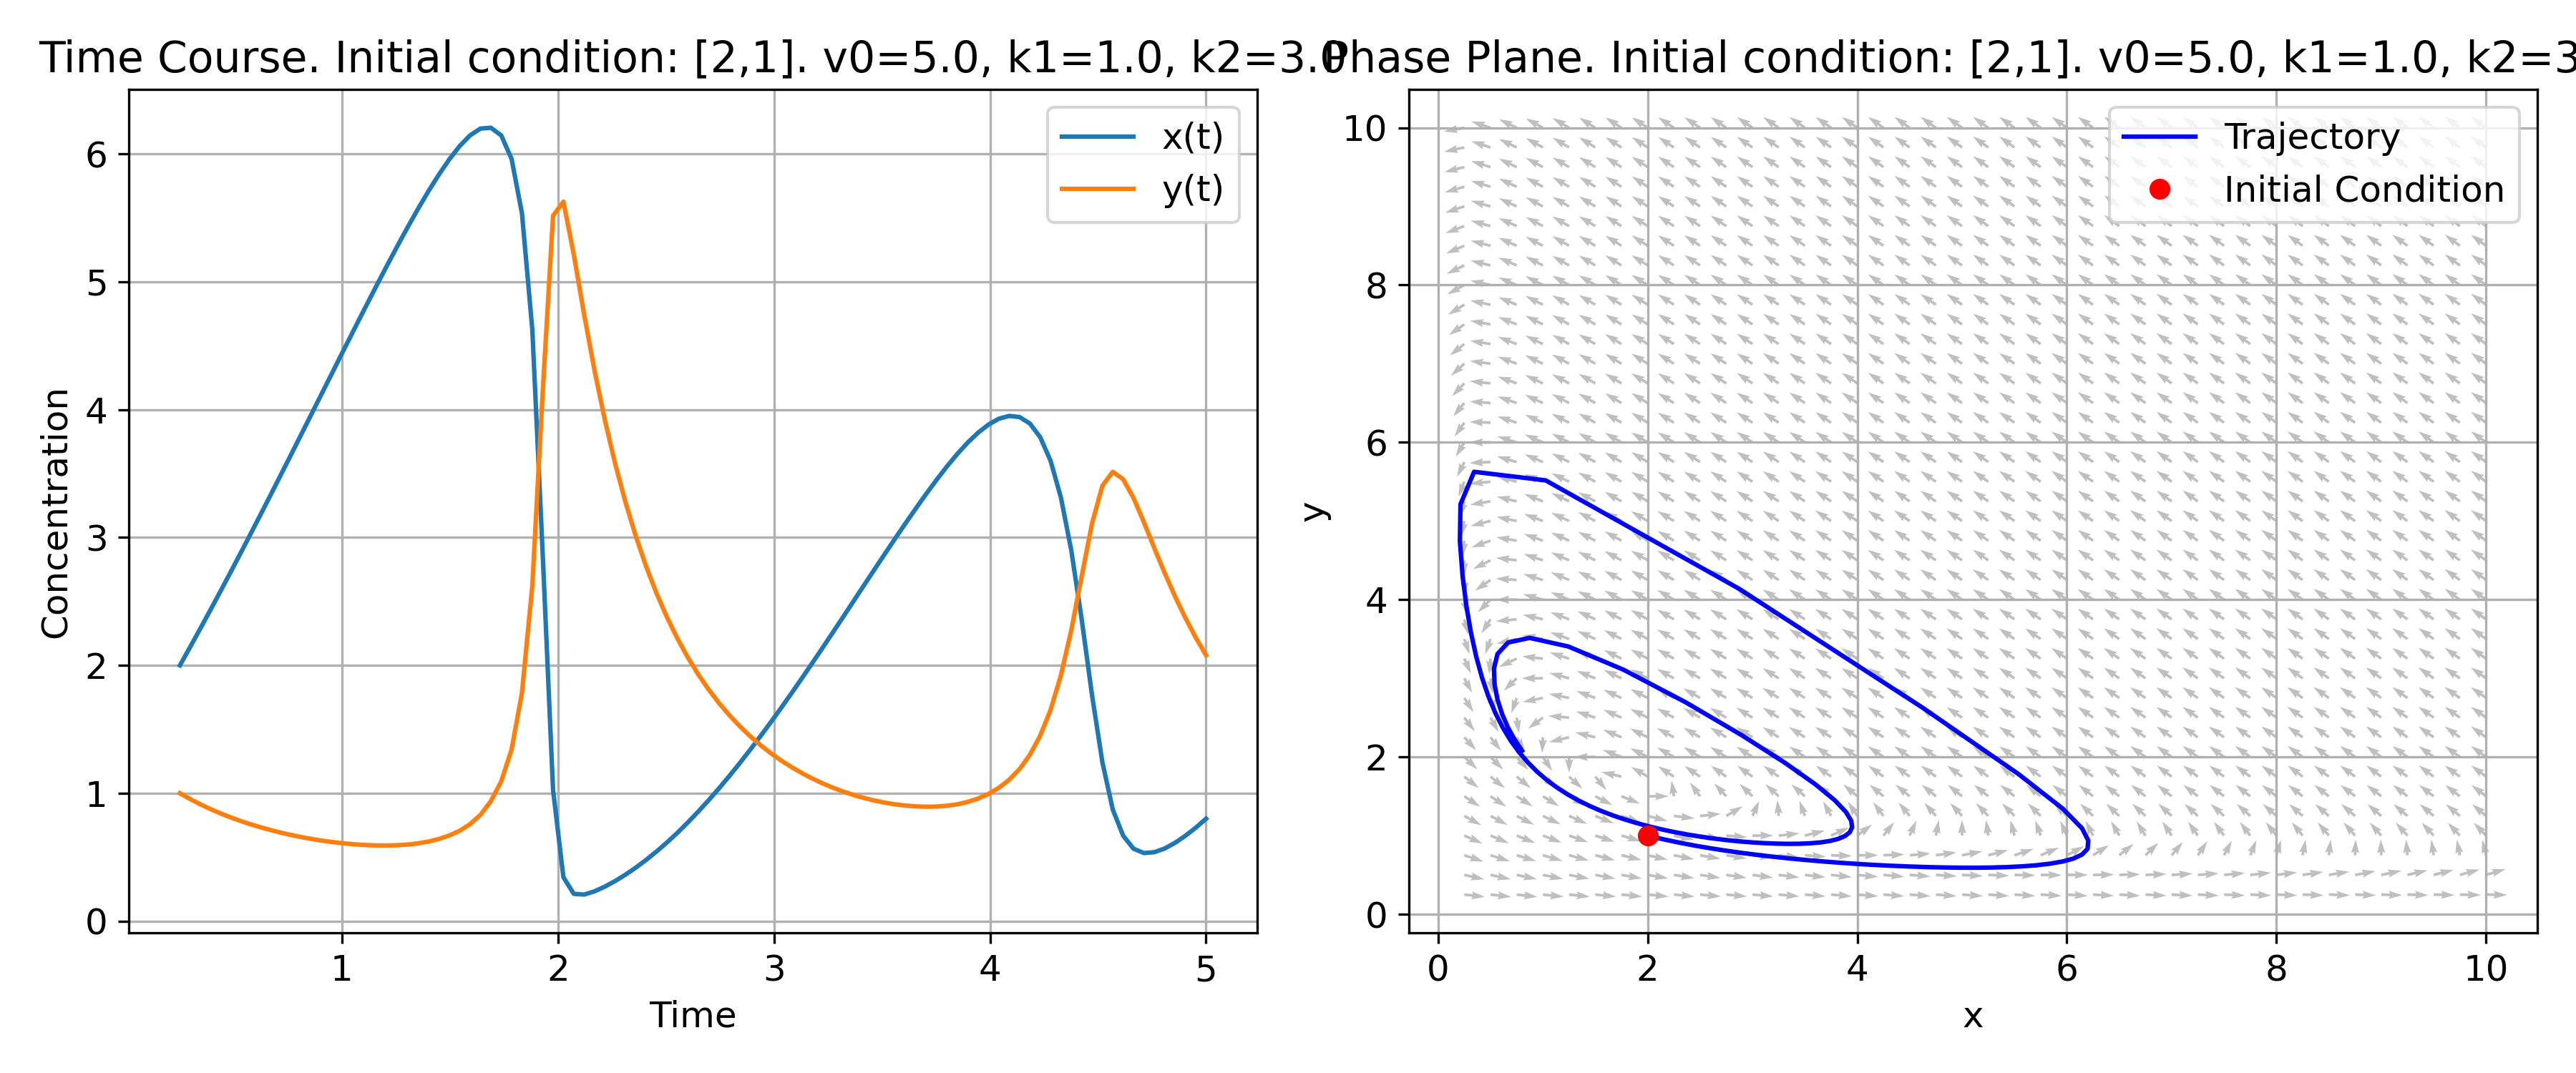 Time Course. Initial condition: [2,1]. v0=5.0, k1=1.0, k2=3.0
x(t)
y(t)
Concentration
6
5
4
3
2
1
0
1 2 3 4 5
Time
Phase Plane. Initial condition: [2,1]. v0=5.0, k1=1.0, k2=3
Trajectory
Initial Condition
y
10
8
6
4
2
0
0 2 4 6 8 10
x